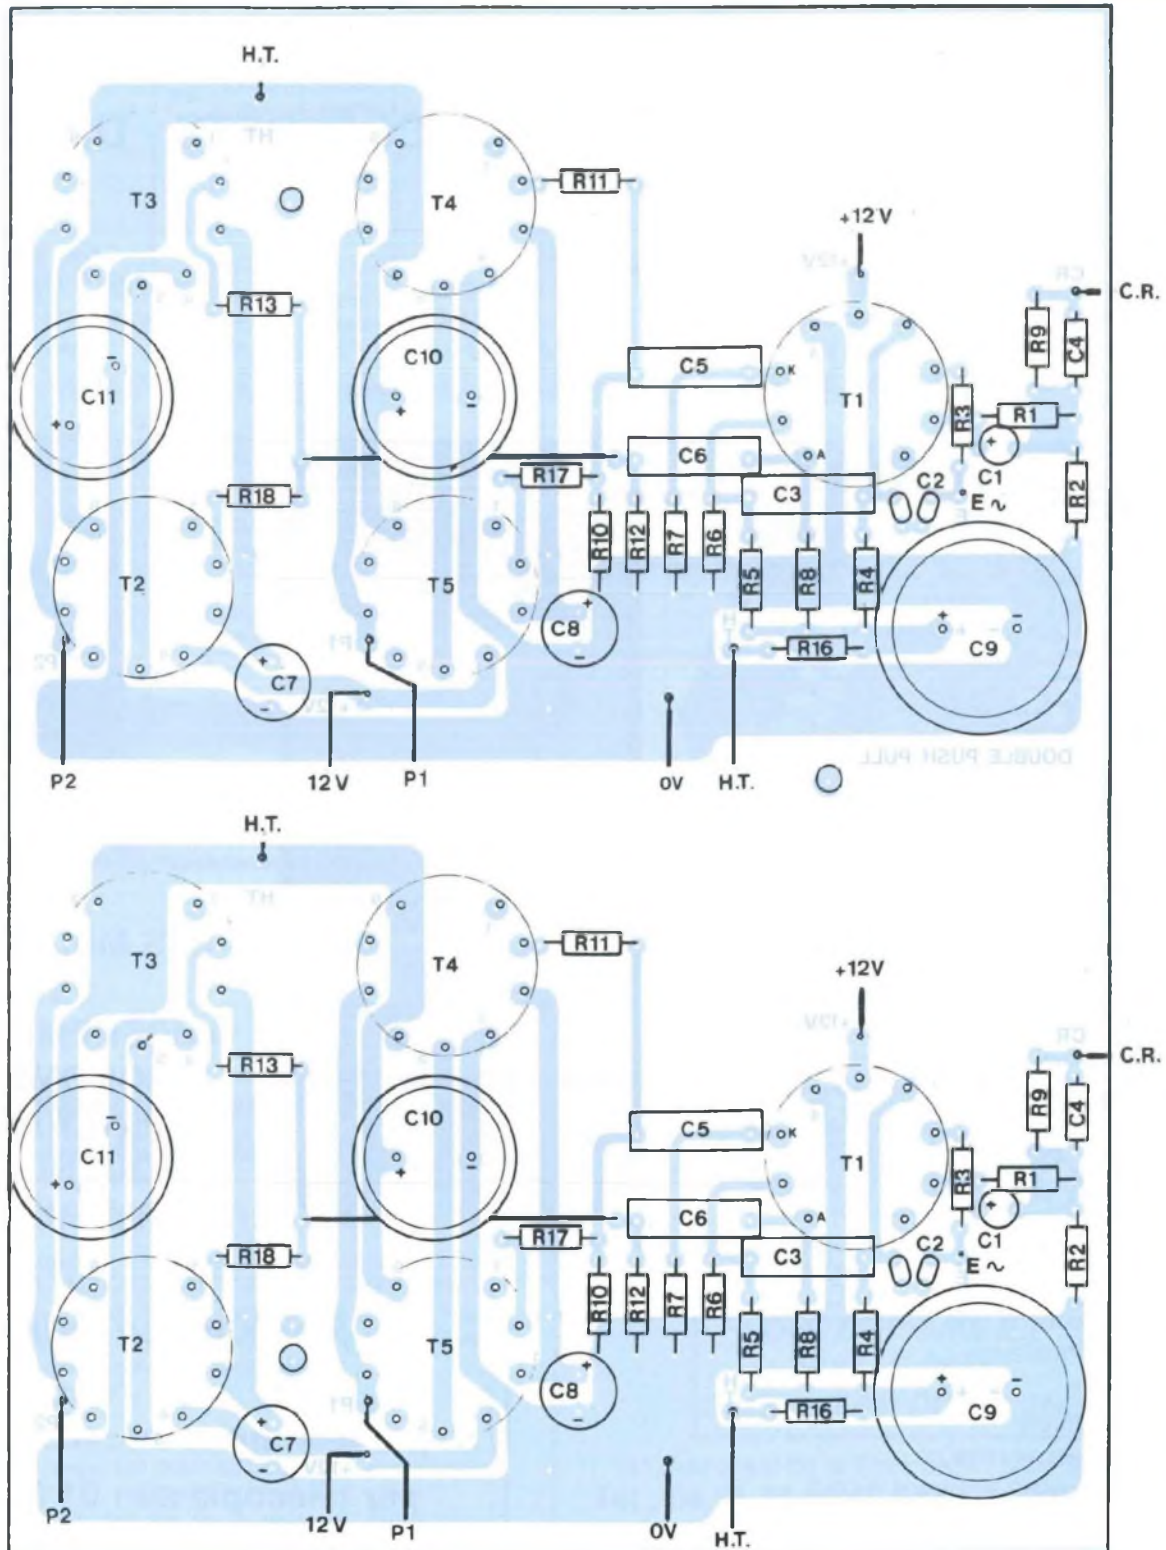 H.T.
T3
T4
R11
+12V
R13
C.R.
R9
C4
C11
C10
C5
K
T1
R3
R1
C6
A
R17
C3
C2
C1
E ~
R2
R18
R10
R12
R7
R6
R5
R8
R4
T2
T5
C8
R16
C9
C7
P2
12V
P1
0V
H.T.
DOUBLE PUSH PULL
H.T.
T3
T4
R11
+12V
R13
C.R.
R9
C4
C11
C10
C5
K
T1
R3
R1
C6
A
R17
C3
C2
C1
E ~
R2
R18
R10
R12
R7
R6
R5
R8
R4
T2
T5
C8
R16
C9
C7
P2
12V
P1
0V
H.T.